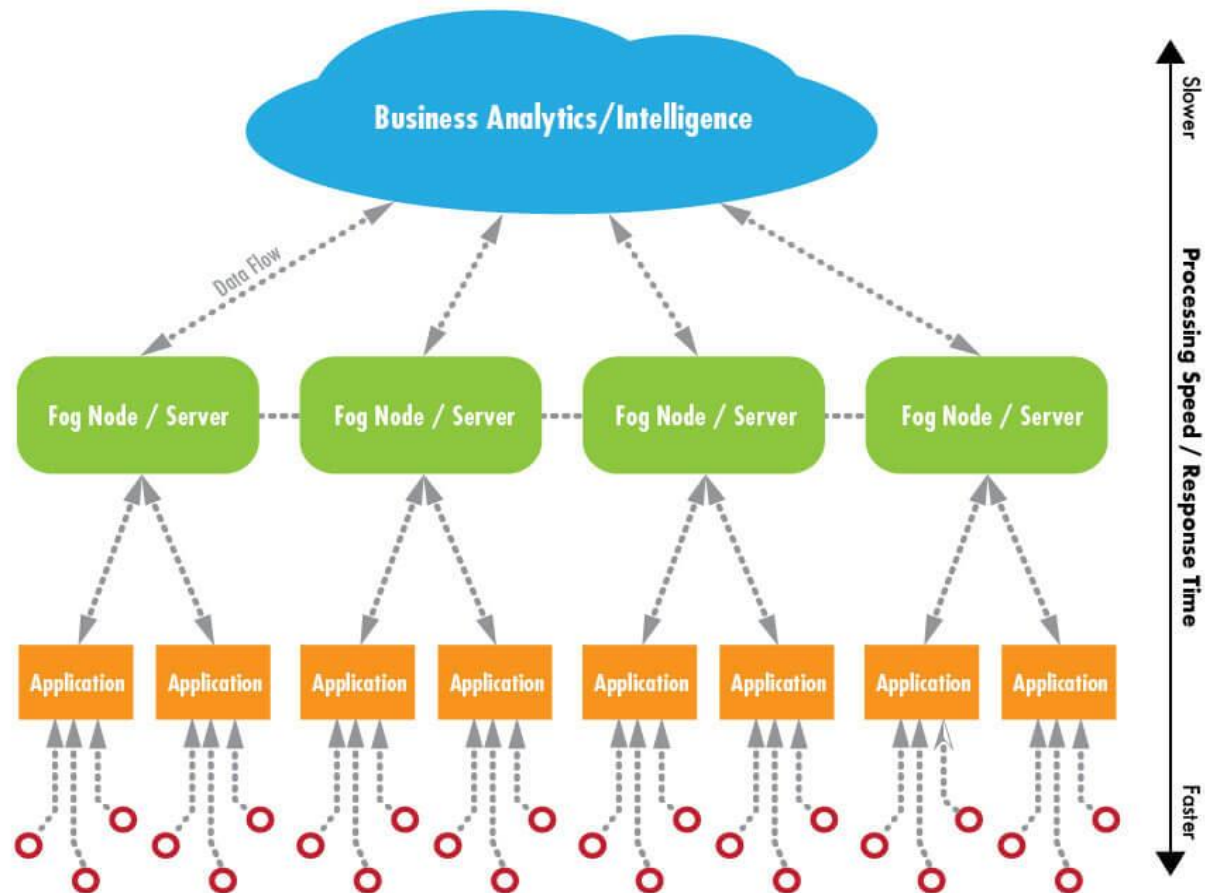 Business Analytics/Intelligence
Slower
Data Flow
Processing Speed / Response Time
Fog Node / Server
Fog Node / Server
Fog Node / Server
Fog Node / Server
Application
Application
Application
Application
Application
Application
Application
Application
Faster